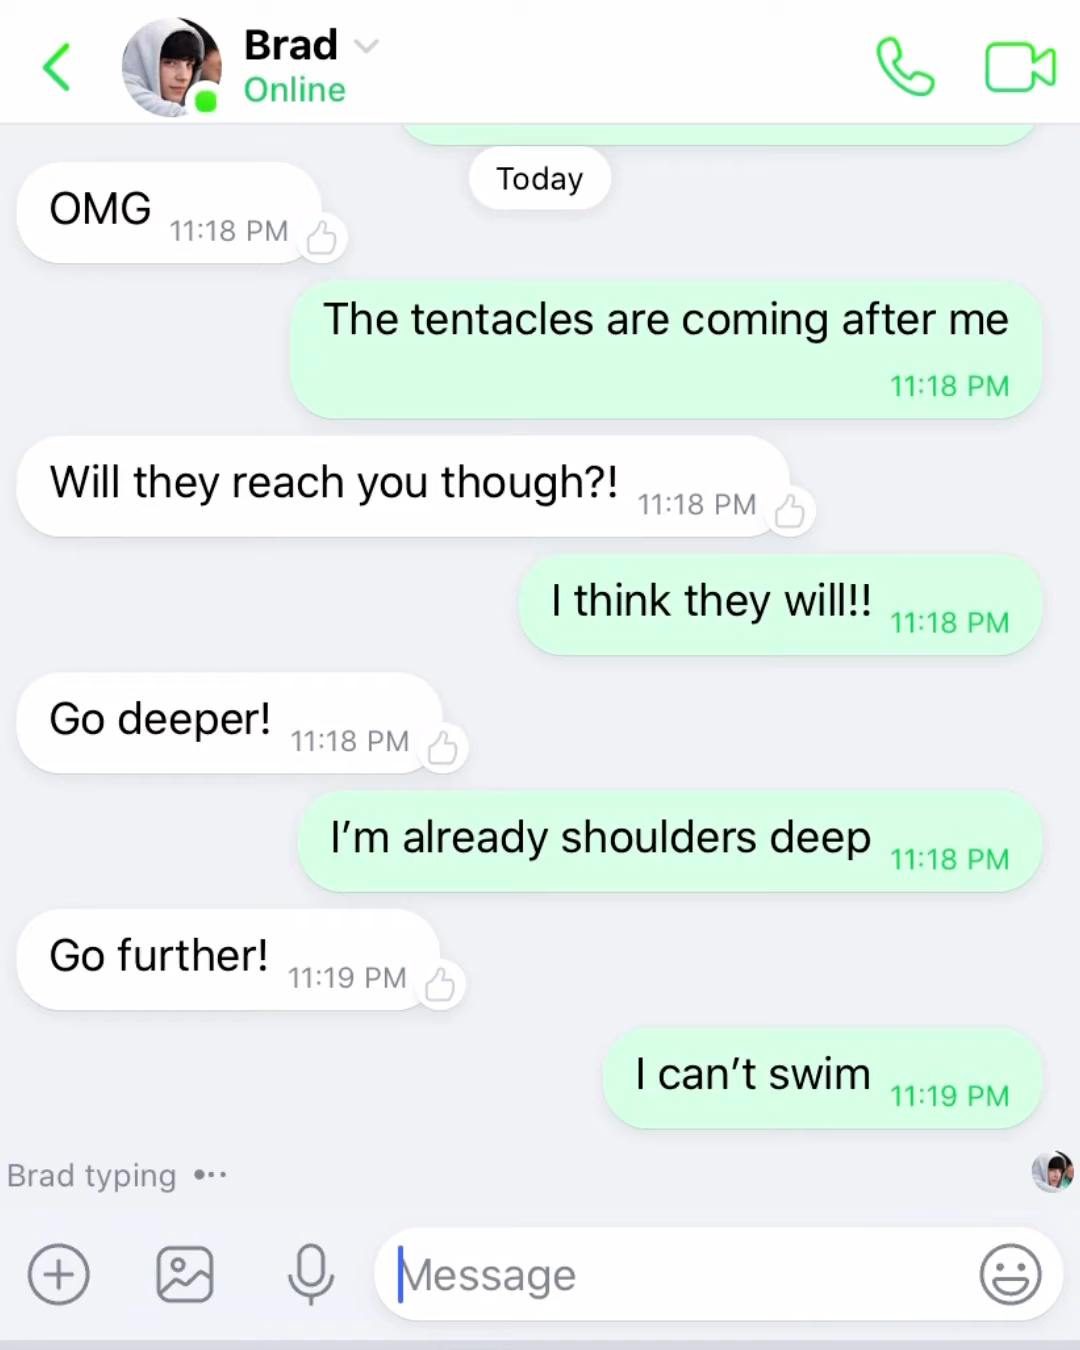 Brad
Online
Today
OMG 11:18 PM
The tentacles are coming after me
11:18 PM
Will they reach you though?! 11:18 PM
I think they will!! 11:18 PM
Go deeper! 11:18 PM
I’m already shoulders deep 11:18 PM
Go further! 11:19 PM
I can’t swim 11:19 PM
Brad typing
Message